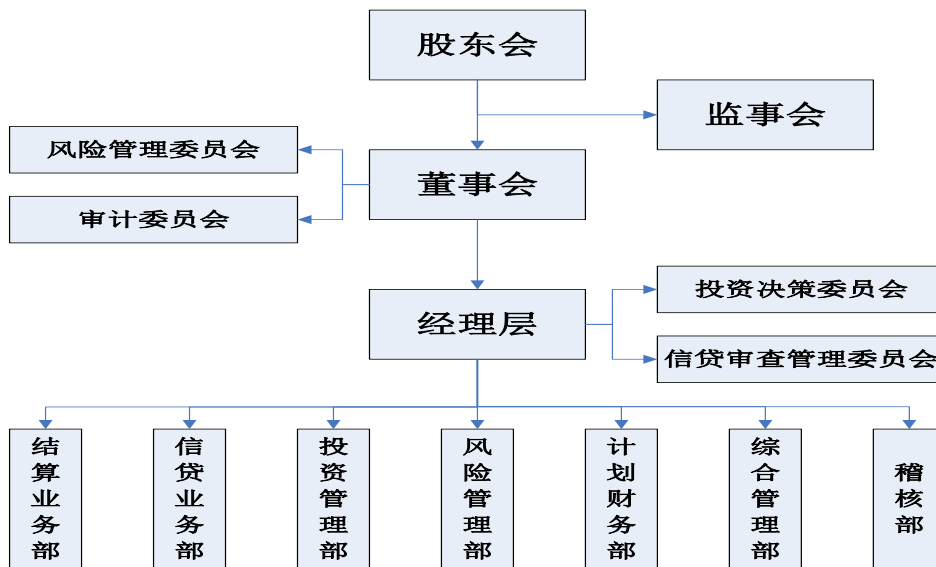 股东会
监事会
风险管理委员会
董事会
审计委员会
投资决策委员会
经理层
信贷审查管理委员会
结算业务部
信贷业务部
投资管理部
风险管理部
计划财务部
综合管理部
稽核部